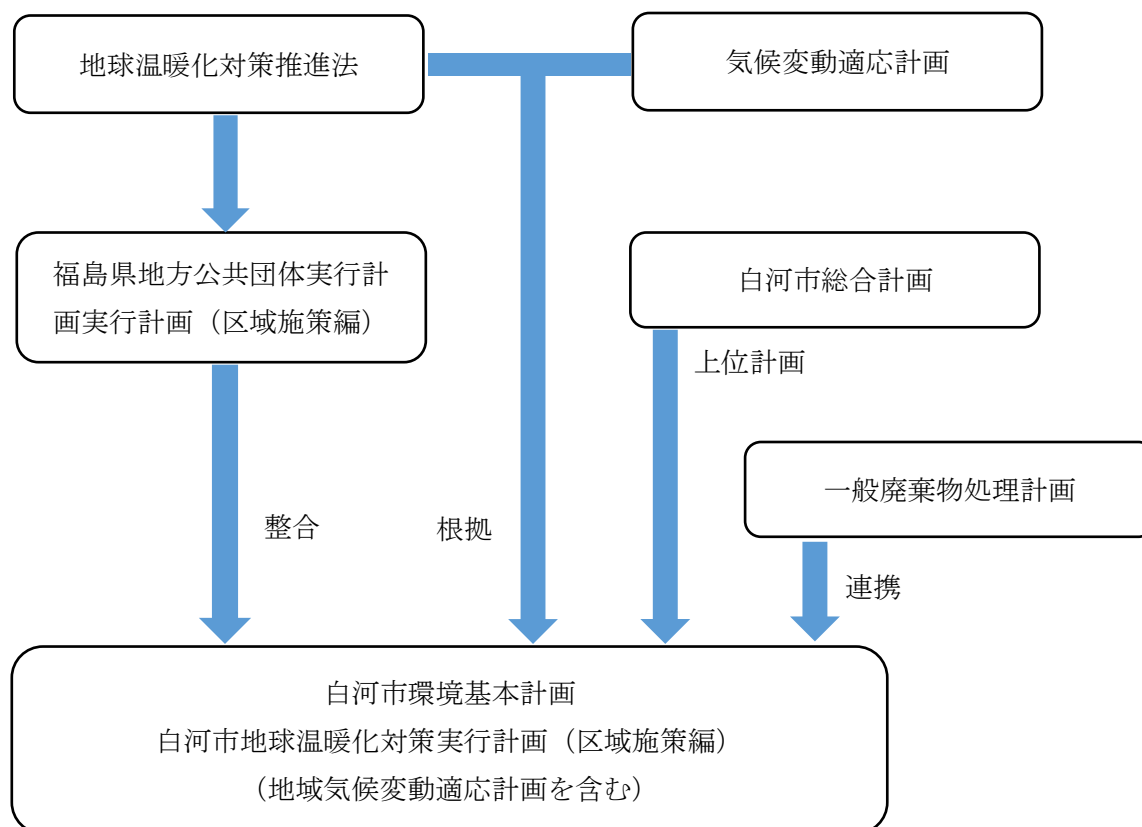 地球温暖化対策推進法
気候変動適応計画
福島県地方公共団体実行計
画実行計画（区域施策編）
白河市総合計画
上位計画
一般廃棄物処理計画
整合
根拠
連携
白河市環境基本計画
白河市地球温暖化対策実行計画（区域施策編）
（地域気候変動適応計画を含む）